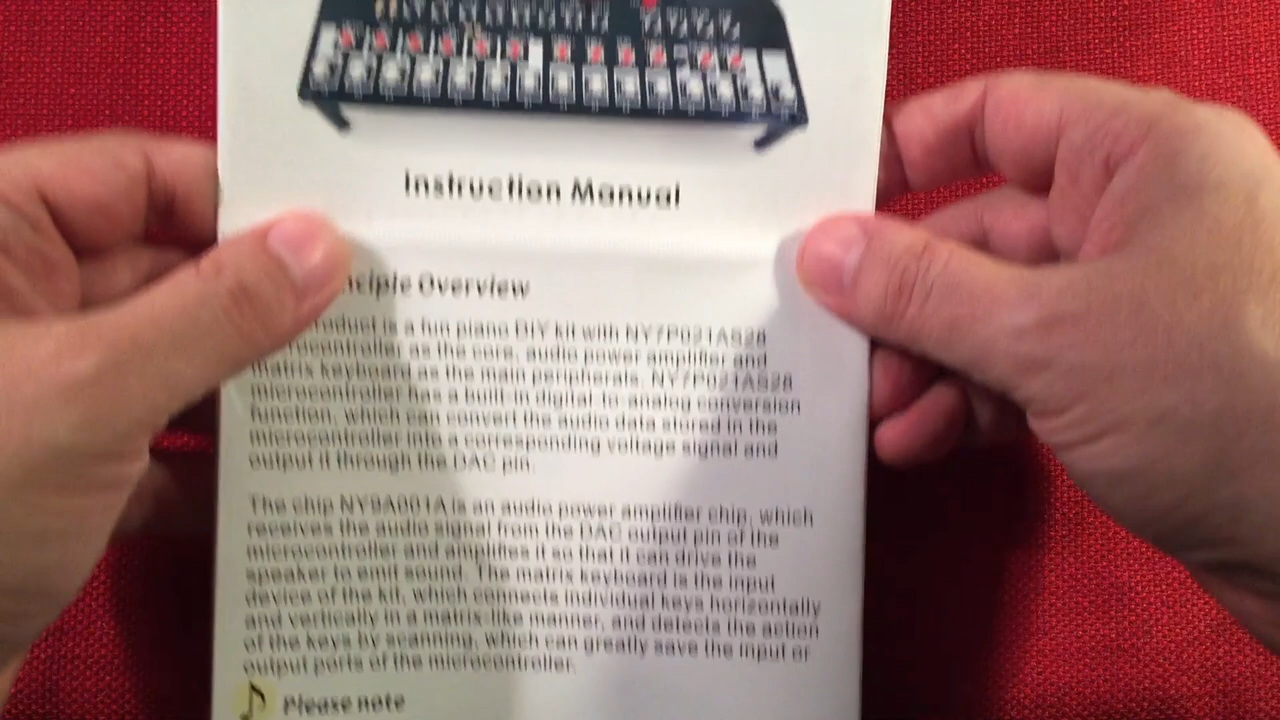 Instruction Manual
Overview
is a fun piano DIY kit with NY7P021AS28
as the core, audio power amplifier and
matrix keyboard as the main peripherals. NY7P021AS28
microcontroller has a built-in digital-to-analog conversion
function, which can convert the audio data stored in the
microcontroller into a corresponding voltage signal and
output it through the DAC pin.
The chip NY9A001A is an audio power amplifier chip, which
receives the audio signal from the DAC output pin of the
microcontroller and amplifies it so that it can drive the
speaker to emit sound. The matrix keyboard is the input
device of the kit, which connects individual keys horizontally
and vertically in a matrix-like manner, and detects the action
of the keys by scanning, which can greatly save the input or
output ports of the microcontroller.
Please note